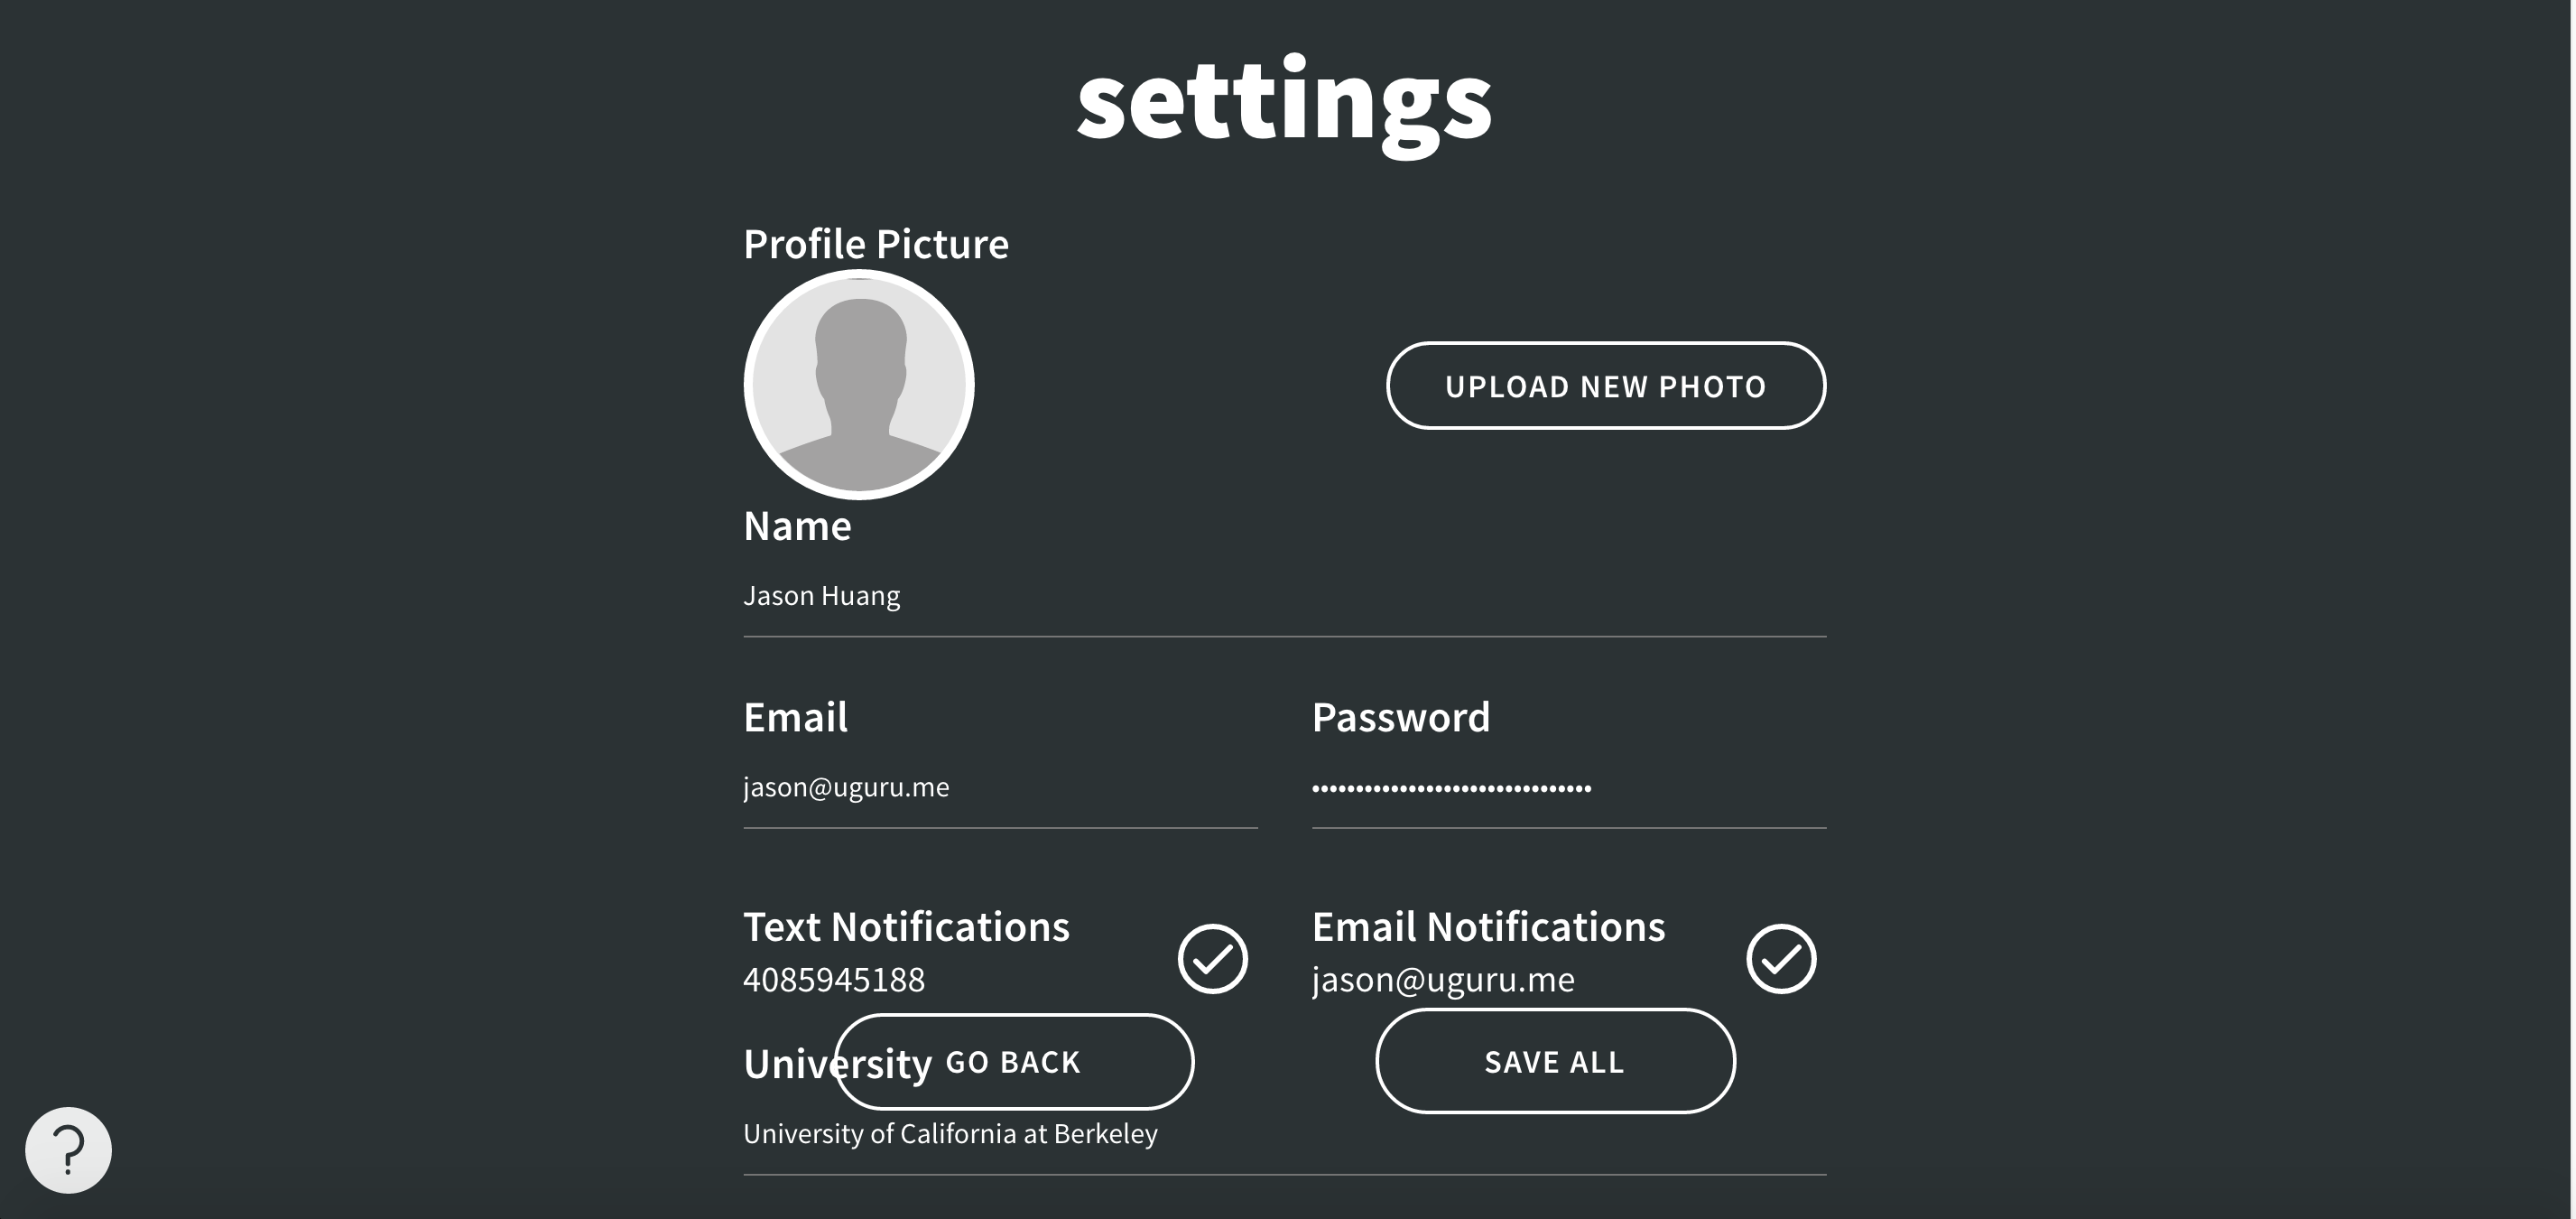 settings
Profile Picture
UPLOAD NEW PHOTO
Name
Jason Huang
Email
Password
jason@uguru.me
••••••••••••••••••••••••••••••••
Text Notifications
Email Notifications
4085945188
jason@uguru.me
University
GO BACK
SAVE ALL
University of California at Berkeley
?